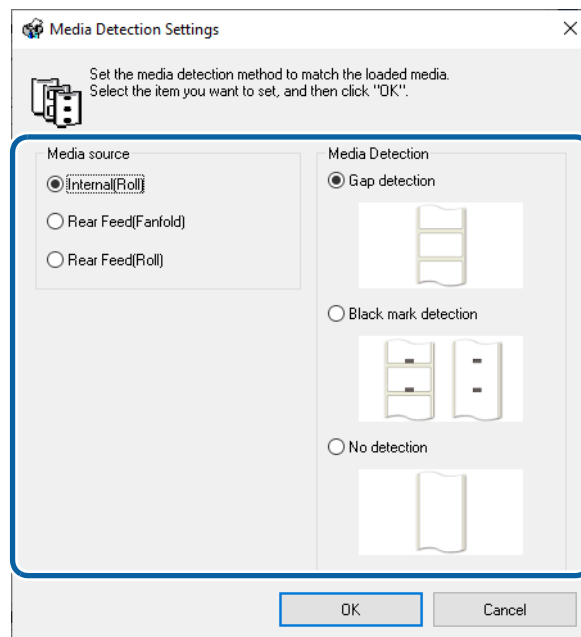 Media Detection Settings
Set the media detection method to match the loaded media.
Select the item you want to set, and then click "OK".
Media source
Internal(Roll)
Rear Feed(Fanfold)
Rear Feed(Roll)
Media Detection
Gap detection
Black mark detection
No detection
OK
Cancel